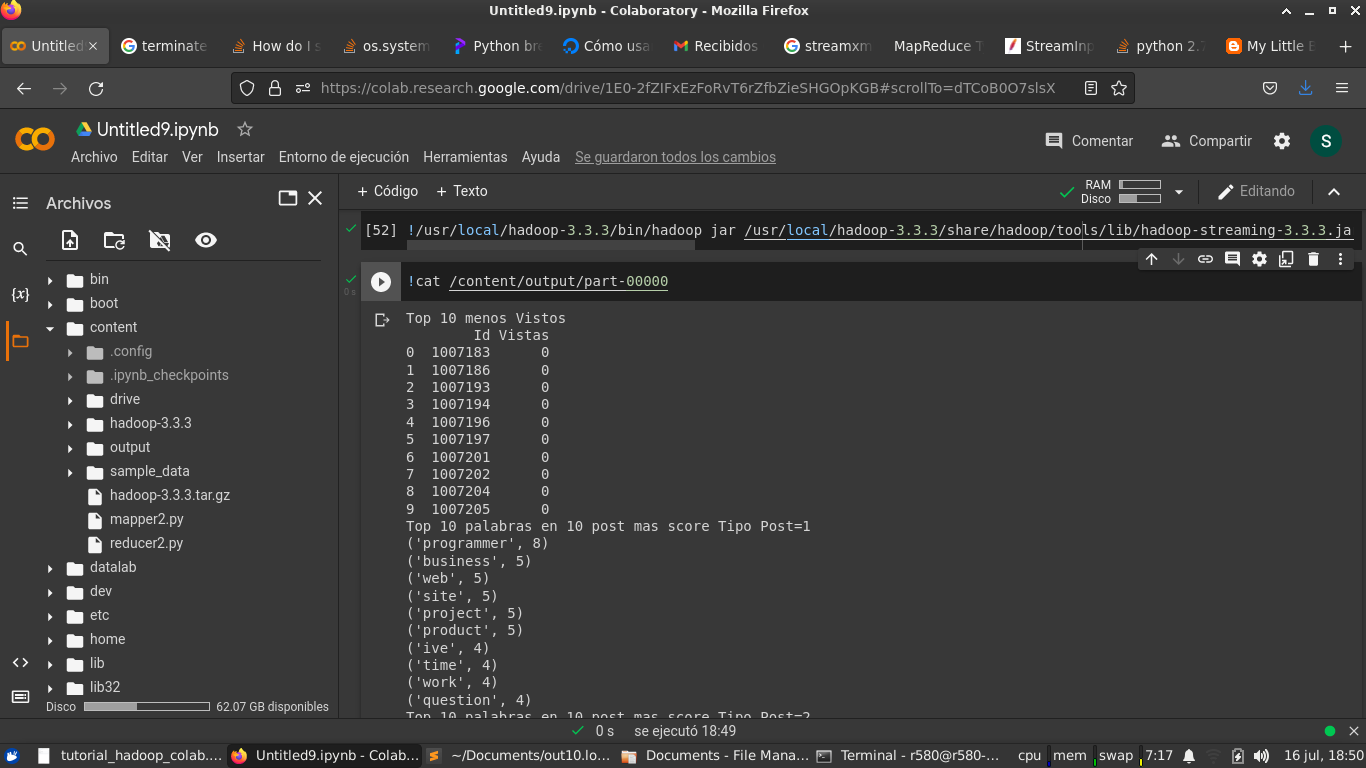 Untitled9.ipynb - Colaboratory - Mozilla Firefox
Untitled
terminate
How do I s
os.system
Python br
Cómo usa
Recibidos
streamxm
MapReduce T
StreamInp
python 2.7
My Little B
https://colab.research.google.com/drive/1E0-2fZIFxEzFoRvT6rZfbZieSHGOpKGB#scrollTo=dTCoB0O7slsX
Untitled9.ipynb
Archivo Editar Ver Insertar Entorno de ejecución Herramientas Ayuda Se guardaron todos los cambios
Comentar
Compartir
S
Archivos
+ Código + Texto
RAM
Disco
Editando
{x}
bin
boot
content
.config
.ipynb_checkpoints
drive
hadoop-3.3.3
output
sample_data
hadoop-3.3.3.tar.gz
mapper2.py
reducer2.py
datalab
dev
etc
home
lib
lib32
Disco 62.07 GB disponibles
[52] !/usr/local/hadoop-3.3.3/bin/hadoop jar /usr/local/hadoop-3.3.3/share/hadoop/tools/lib/hadoop-streaming-3.3.3.ja
0 s
!cat /content/output/part-00000
Top 10 menos Vistos
Id Vistas
0 1007183 0
1 1007186 0
2 1007193 0
3 1007194 0
4 1007196 0
5 1007197 0
6 1007201 0
7 1007202 0
8 1007204 0
9 1007205 0
Top 10 palabras en 10 post mas score Tipo Post=1
('programmer', 8)
('business', 5)
('web', 5)
('site', 5)
('project', 5)
('product', 5)
('ive', 4)
('time', 4)
('work', 4)
('question', 4)
Top 10 palabras en 10 post mas score Tipo Post=2
0 s se ejecutó 18:49
tutorial_hadoop_colab....
Untitled9.ipynb - Colab...
~/Documents/out10.lo...
Documents - File Mana...
Terminal - r580@r580-...
cpu mem swap 7:17 16 jul, 18:50